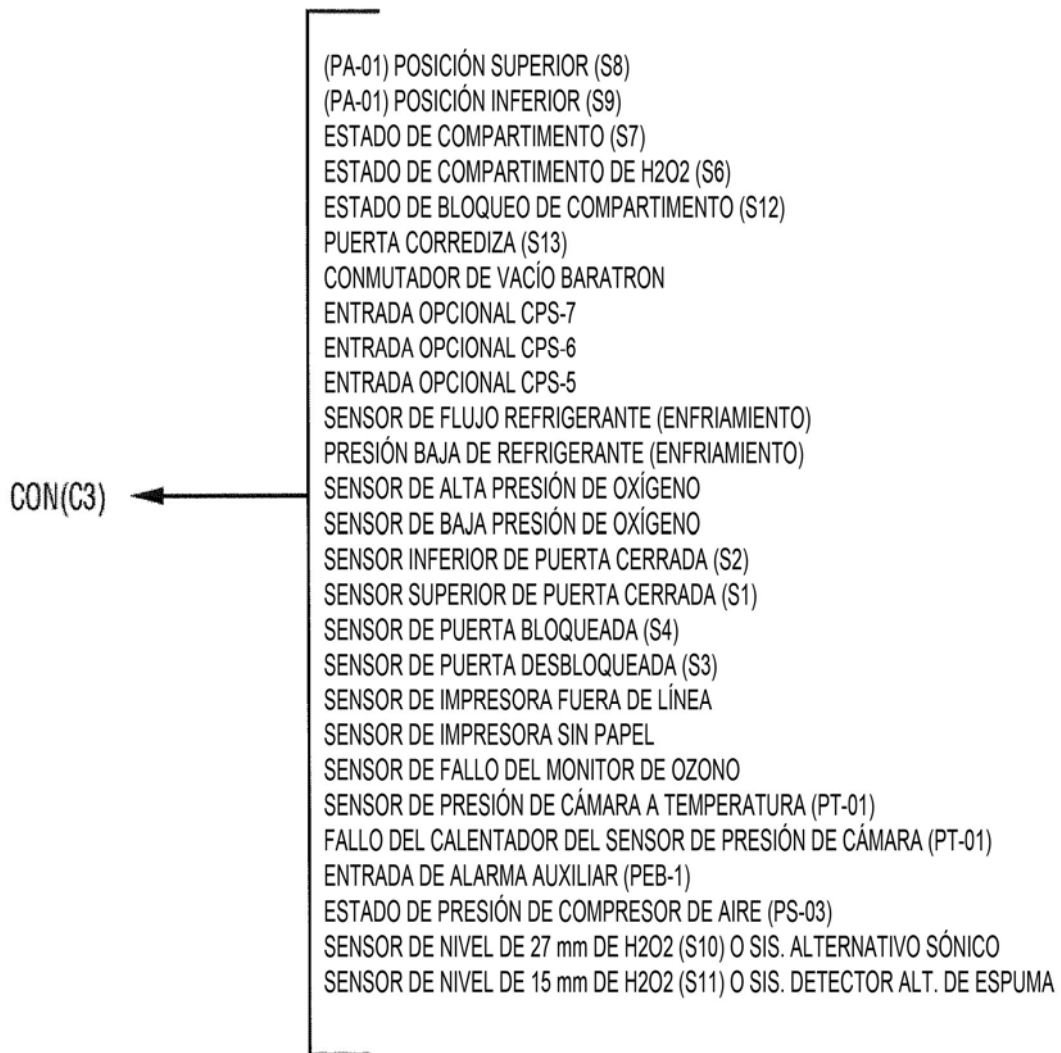 (PA-01) POSICIÓN SUPERIOR (S8)
(PA-01) POSICIÓN INFERIOR (S9)
ESTADO DE COMPARTIMENTO (S7)
ESTADO DE COMPARTIMENTO DE H2O2 (S6)
ESTADO DE BLOQUEO DE COMPARTIMENTO (S12)
PUERTA CORREDIZA (S13)
CONMUTADOR DE VACÍO BARATRON
ENTRADA OPCIONAL CPS-7
ENTRADA OPCIONAL CPS-6
ENTRADA OPCIONAL CPS-5
SENSOR DE FLUJO REFRIGERANTE (ENFRIAMIENTO)
PRESIÓN BAJA DE REFRIGERANTE (ENFRIAMIENTO)
CON(C3)
SENSOR DE ALTA PRESIÓN DE OXÍGENO
SENSOR DE BAJA PRESIÓN DE OXÍGENO
SENSOR INFERIOR DE PUERTA CERRADA (S2)
SENSOR SUPERIOR DE PUERTA CERRADA (S1)
SENSOR DE PUERTA BLOQUEADA (S4)
SENSOR DE PUERTA DESBLOQUEADA (S3)
SENSOR DE IMPRESORA FUERA DE LÍNEA
SENSOR DE IMPRESORA SIN PAPEL
SENSOR DE FALLO DEL MONITOR DE OZONO
SENSOR DE PRESIÓN DE CÁMARA A TEMPERATURA (PT-01)
FALLO DEL CALENTADOR DEL SENSOR DE PRESIÓN DE CÁMARA (PT-01)
ENTRADA DE ALARMA AUXILIAR (PEB-1)
ESTADO DE PRESIÓN DE COMPRESOR DE AIRE (PS-03)
SENSOR DE NIVEL DE 27 mm DE H2O2 (S10) O SIS. ALTERNATIVO SÓNICO
SENSOR DE NIVEL DE 15 mm DE H2O2 (S11) O SIS. DETECTOR ALT. DE ESPUMA